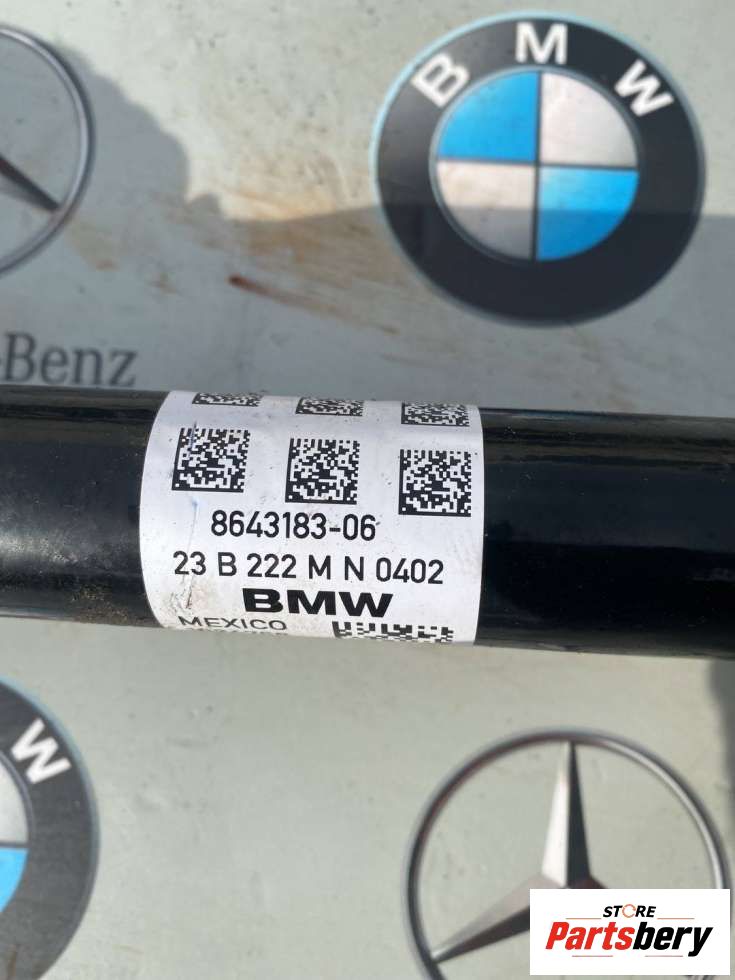 BMW
-Benz
8643183-06
23 B 222 M N 0402
BMW
MEXICO
W
STORE
Partsbery